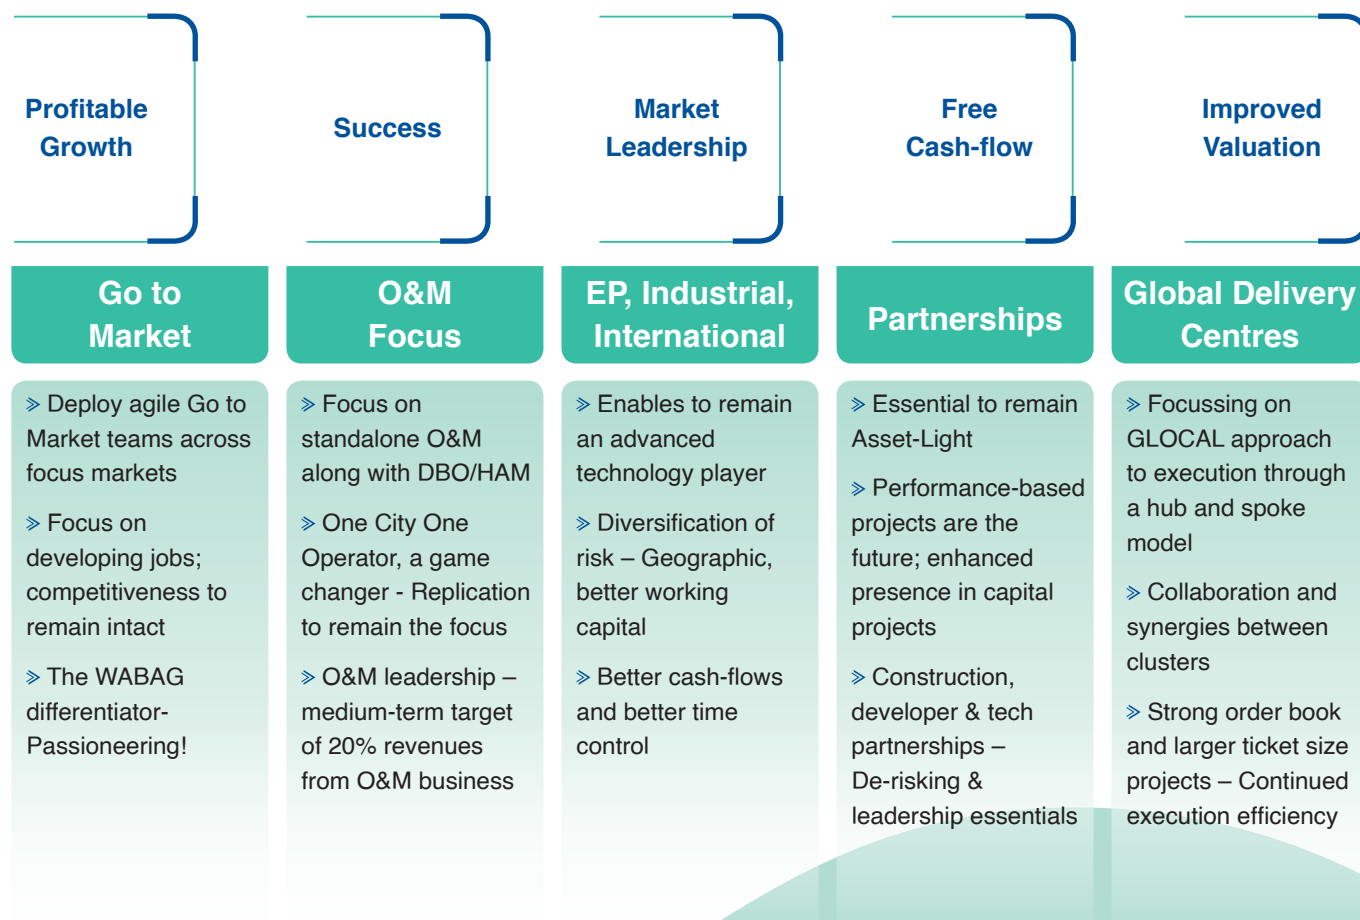 Profitable
Growth
Success
Market
Leadership
Free
Cash-flow
Improved
Valuation
Go to
Market
O&M
Focus
EP, Industrial,
International
Partnerships
Global Delivery
Centres
⪢ Deploy agile Go to
Market teams across
focus markets
⪢ Focus on
developing jobs;
competitiveness to
remain intact
⪢ The WABAG
differentiator-
Passioneering!
⪢ Focus on
standalone O&M
along with DBO/HAM
⪢ One City One
Operator, a game
changer - Replication
to remain the focus
⪢ O&M leadership –
medium-term target
of 20% revenues
from O&M business
⪢ Enables to remain
an advanced
technology player
⪢ Diversification of
risk – Geographic,
better working
capital
⪢ Better cash-flows
and better time
control
⪢ Essential to remain
Asset-Light
⪢ Performance-based
projects are the
future; enhanced
presence in capital
projects
⪢ Construction,
developer & tech
partnerships –
De-risking &
leadership essentials
⪢ Focussing on
GLOCAL approach
to execution through
a hub and spoke
model
⪢ Collaboration and
synergies between
clusters
⪢ Strong order book
and larger ticket size
projects – Continued
execution efficiency